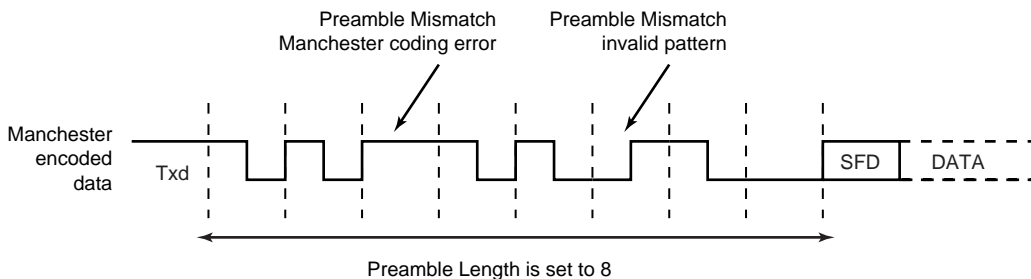 Preamble Mismatch
Manchester coding error
Preamble Mismatch
invalid pattern
Manchester
encoded
data
Txd
SFD
DATA
Preamble Length is set to 8